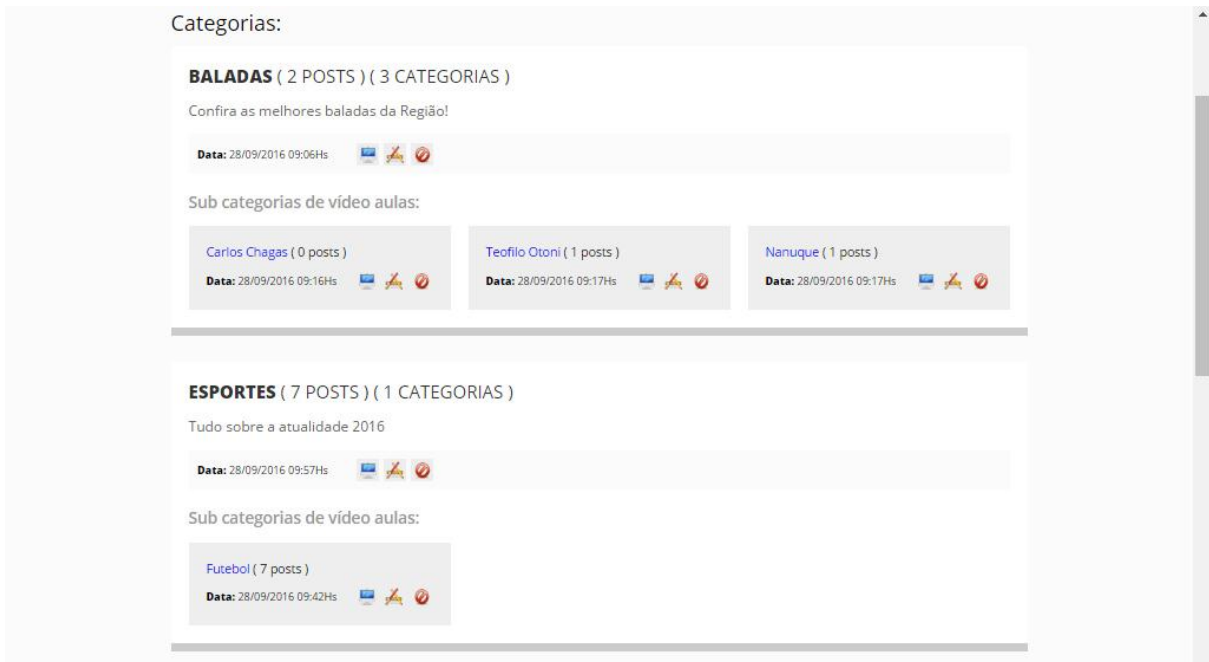 Categorias:
BALADAS ( 2 POSTS ) ( 3 CATEGORIAS )
Confira as melhores baladas da Região!
Data: 28/09/2016 09:06Hs
Sub categorias de vídeo aulas:
Carlos Chagas ( 0 posts )
Data: 28/09/2016 09:16Hs
Teofilo Otoni ( 1 posts )
Data: 28/09/2016 09:17Hs
Nanuque ( 1 posts )
Data: 28/09/2016 09:17Hs
ESPORTES ( 7 POSTS ) ( 1 CATEGORIAS )
Tudo sobre a atualidade 2016
Data: 28/09/2016 09:57Hs
Sub categorias de vídeo aulas:
Futebol ( 7 posts )
Data: 28/09/2016 09:42Hs